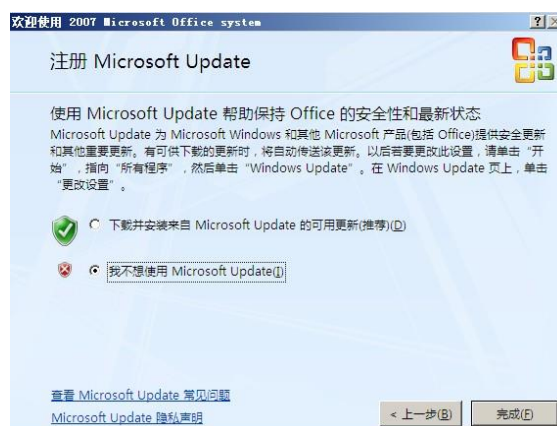 欢迎使用 2007 Microsoft Office system
注册 Microsoft Update
使用 Microsoft Update 帮助保持 Office 的安全性和最新状态
Microsoft Update 为 Microsoft Windows 和其他 Microsoft 产品(包括 Office)提供安全更新
和其他重要更新。有可供下载的更新时，将自动传送该更新。以后若要更改此设置，请单击“开
始”，指向“所有程序”，然后单击“Windows Update”。在 Windows Update 页上，单击
“更改设置”。
下载并安装来自 Microsoft Update 的可用更新(推荐)(D)
我不想使用 Microsoft Update(I)
查看 Microsoft Update 常见问题
Microsoft Update 隐私声明
< 上一步(B)
完成(F)